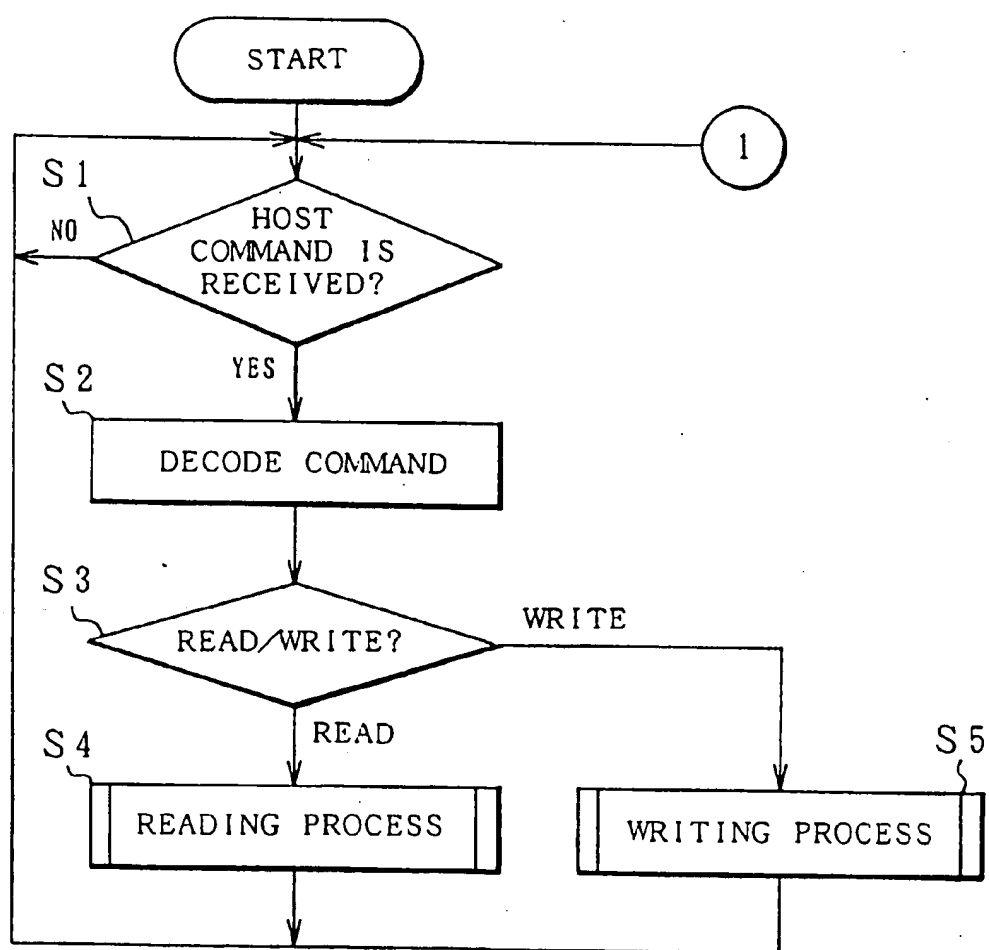 START
1
S1
NO
HOST
COMMAND IS
RECEIVED?
YES
S2
DECODE COMMAND
S3
READ/WRITE?
WRITE
READ
S4
READING PROCESS
S5
WRITING PROCESS